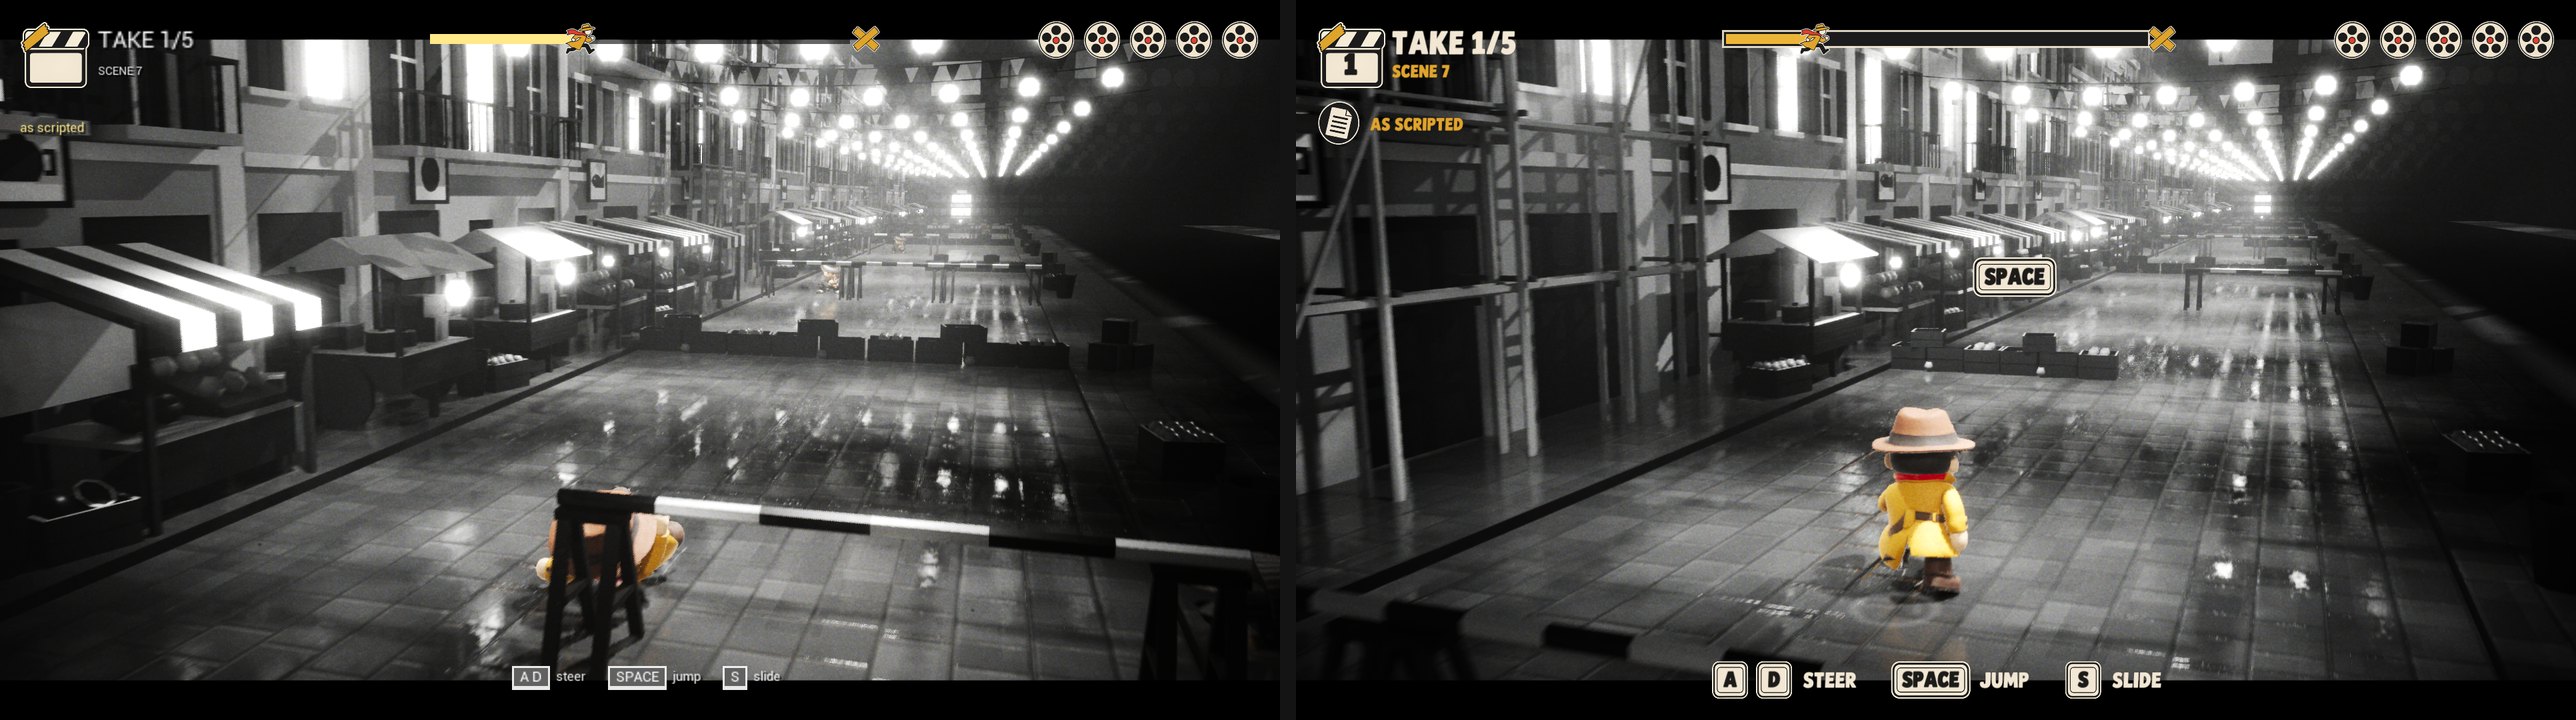 TAKE 1/5
SCENE 7
as scripted
A D steer SPACE jump S slide
TAKE 1/5
1
SCENE 7
AS SCRIPTED
SPACE
A D STEER SPACE JUMP S SLIDE